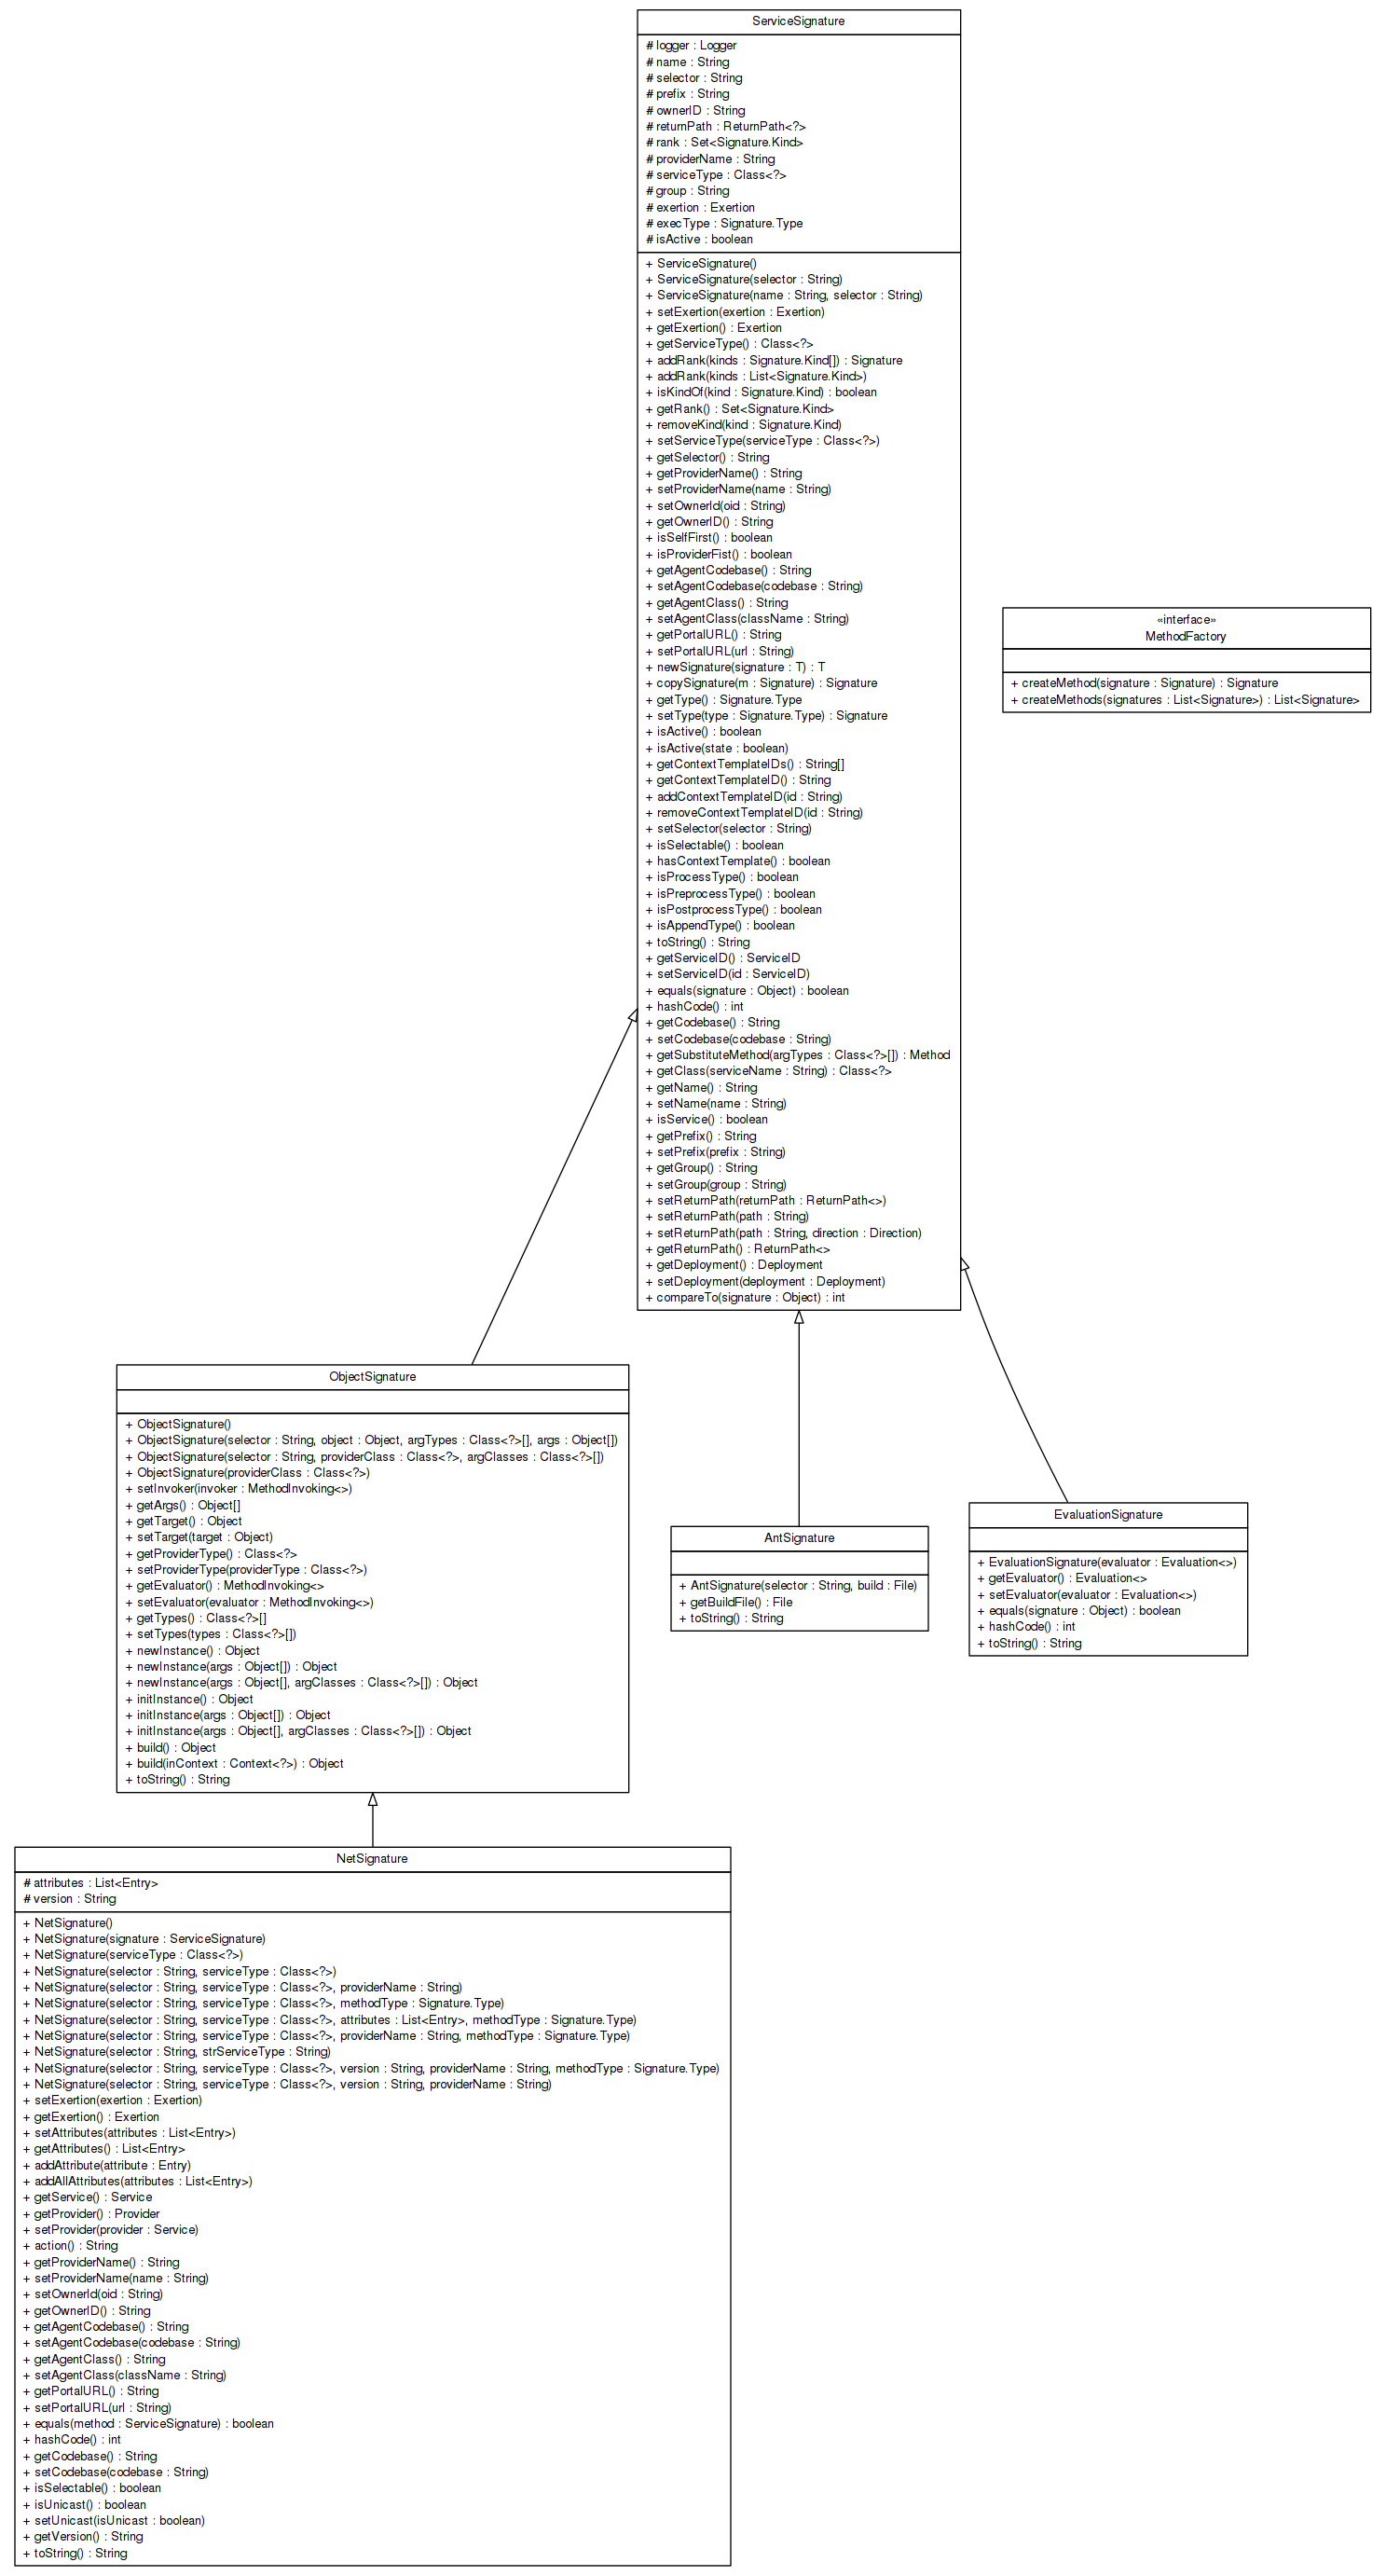 ServiceSignature
# logger : Logger
# name : String
# selector : String
# prefix : String
# ownerID : String
# returnPath : ReturnPath<?>
# rank : Set<Signature.Kind>
# providerName : String
# serviceType : Class<?>
# group : String
# exertion : Exertion
# execType : Signature.Type
# isActive : boolean
+ ServiceSignature()
+ ServiceSignature(selector : String)
+ ServiceSignature(name : String, selector : String)
+ setExertion(exertion : Exertion)
+ getExertion() : Exertion
+ getServiceType() : Class<?>
+ addRank(kinds : Signature.Kind[]) : Signature
+ addRank(kinds : List<Signature.Kind>)
+ isKindOf(kind : Signature.Kind) : boolean
+ getRank() : Set<Signature.Kind>
+ removeKind(kind : Signature.Kind)
+ setServiceType(serviceType : Class<?>)
+ getSelector() : String
+ getProviderName() : String
+ setProviderName(name : String)
+ setOwnerId(oid : String)
+ getOwnerID() : String
+ isSelfFirst() : boolean
+ isProviderFist() : boolean
+ getAgentCodebase() : String
+ setAgentCodebase(codebase : String)
+ getAgentClass() : String
+ setAgentClass(className : String)
+ getPortalURL() : String
+ setPortalURL(url : String)
+ newSignature(signature : T) : T
+ copySignature(m : Signature) : Signature
+ getType() : Signature.Type
+ setType(type : Signature.Type) : Signature
+ isActive() : boolean
+ isActive(state : boolean)
+ getContextTemplateIDs() : String[]
+ getContextTemplateID() : String
+ addContextTemplateID(id : String)
+ removeContextTemplateID(id : String)
+ setSelector(selector : String)
+ isSelectable() : boolean
+ hasContextTemplate() : boolean
+ isProcessType() : boolean
+ isPreprocessType() : boolean
+ isPostprocessType() : boolean
+ isAppendType() : boolean
+ toString() : String
+ getServiceID() : ServiceID
+ setServiceID(id : ServiceID)
+ equals(signature : Object) : boolean
+ hashCode() : int
+ getCodebase() : String
+ setCodebase(codebase : String)
+ getSubstituteMethod(argTypes : Class<?>[]) : Method
+ getClass(serviceName : String) : Class<?>
+ getName() : String
+ setName(name : String)
+ isService() : boolean
+ getPrefix() : String
+ setPrefix(prefix : String)
+ getGroup() : String
+ setGroup(group : String)
+ setReturnPath(returnPath : ReturnPath<>)
+ setReturnPath(path : String)
+ setReturnPath(path : String, direction : Direction)
+ getReturnPath() : ReturnPath<>
+ getDeployment() : Deployment
+ setDeployment(deployment : Deployment)
+ compareTo(signature : Object) : int
«interface»
MethodFactory
+ createMethod(signature : Signature) : Signature
+ createMethods(signatures : List<Signature>) : List<Signature>
ObjectSignature
+ ObjectSignature()
+ ObjectSignature(selector : String, object : Object, argTypes : Class<?>[], args : Object[])
+ ObjectSignature(selector : String, providerClass : Class<?>, argClasses : Class<?>[])
+ ObjectSignature(providerClass : Class<?>)
+ setInvoker(invoker : MethodInvoking<>)
+ getArgs() : Object[]
+ getTarget() : Object
+ setTarget(target : Object)
+ getProviderType() : Class<?>
+ setProviderType(providerType : Class<?>)
+ getEvaluator() : MethodInvoking<>
+ setEvaluator(evaluator : MethodInvoking<>)
+ getTypes() : Class<?>[]
+ setTypes(types : Class<?>[])
+ newInstance() : Object
+ newInstance(args : Object[]) : Object
+ newInstance(args : Object[], argClasses : Class<?>[]) : Object
+ initInstance() : Object
+ initInstance(args : Object[]) : Object
+ initInstance(args : Object[], argClasses : Class<?>[]) : Object
+ build() : Object
+ build(inContext : Context<?>) : Object
+ toString() : String
AntSignature
+ AntSignature(selector : String, build : File)
+ getBuildFile() : File
+ toString() : String
EvaluationSignature
+ EvaluationSignature(evaluator : Evaluation<>)
+ getEvaluator() : Evaluation<>
+ setEvaluator(evaluator : Evaluation<>)
+ equals(signature : Object) : boolean
+ hashCode() : int
+ toString() : String
NetSignature
# attributes : List<Entry>
# version : String
+ NetSignature()
+ NetSignature(signature : ServiceSignature)
+ NetSignature(serviceType : Class<?>)
+ NetSignature(selector : String, serviceType : Class<?>)
+ NetSignature(selector : String, serviceType : Class<?>, providerName : String)
+ NetSignature(selector : String, serviceType : Class<?>, methodType : Signature.Type)
+ NetSignature(selector : String, serviceType : Class<?>, attributes : List<Entry>, methodType : Signature.Type)
+ NetSignature(selector : String, serviceType : Class<?>, providerName : String, methodType : Signature.Type)
+ NetSignature(selector : String, strServiceType : String)
+ NetSignature(selector : String, serviceType : Class<?>, version : String, providerName : String, methodType : Signature.Type)
+ NetSignature(selector : String, serviceType : Class<?>, version : String, providerName : String)
+ setExertion(exertion : Exertion)
+ getExertion() : Exertion
+ setAttributes(attributes : List<Entry>)
+ getAttributes() : List<Entry>
+ addAttribute(attribute : Entry)
+ addAllAttributes(attributes : List<Entry>)
+ getService() : Service
+ getProvider() : Provider
+ setProvider(provider : Service)
+ action() : String
+ getProviderName() : String
+ setProviderName(name : String)
+ setOwnerId(oid : String)
+ getOwnerID() : String
+ getAgentCodebase() : String
+ setAgentCodebase(codebase : String)
+ getAgentClass() : String
+ setAgentClass(className : String)
+ getPortalURL() : String
+ setPortalURL(url : String)
+ equals(method : ServiceSignature) : boolean
+ hashCode() : int
+ getCodebase() : String
+ setCodebase(codebase : String)
+ isSelectable() : boolean
+ isUnicast() : boolean
+ setUnicast(isUnicast : boolean)
+ getVersion() : String
+ toString() : String